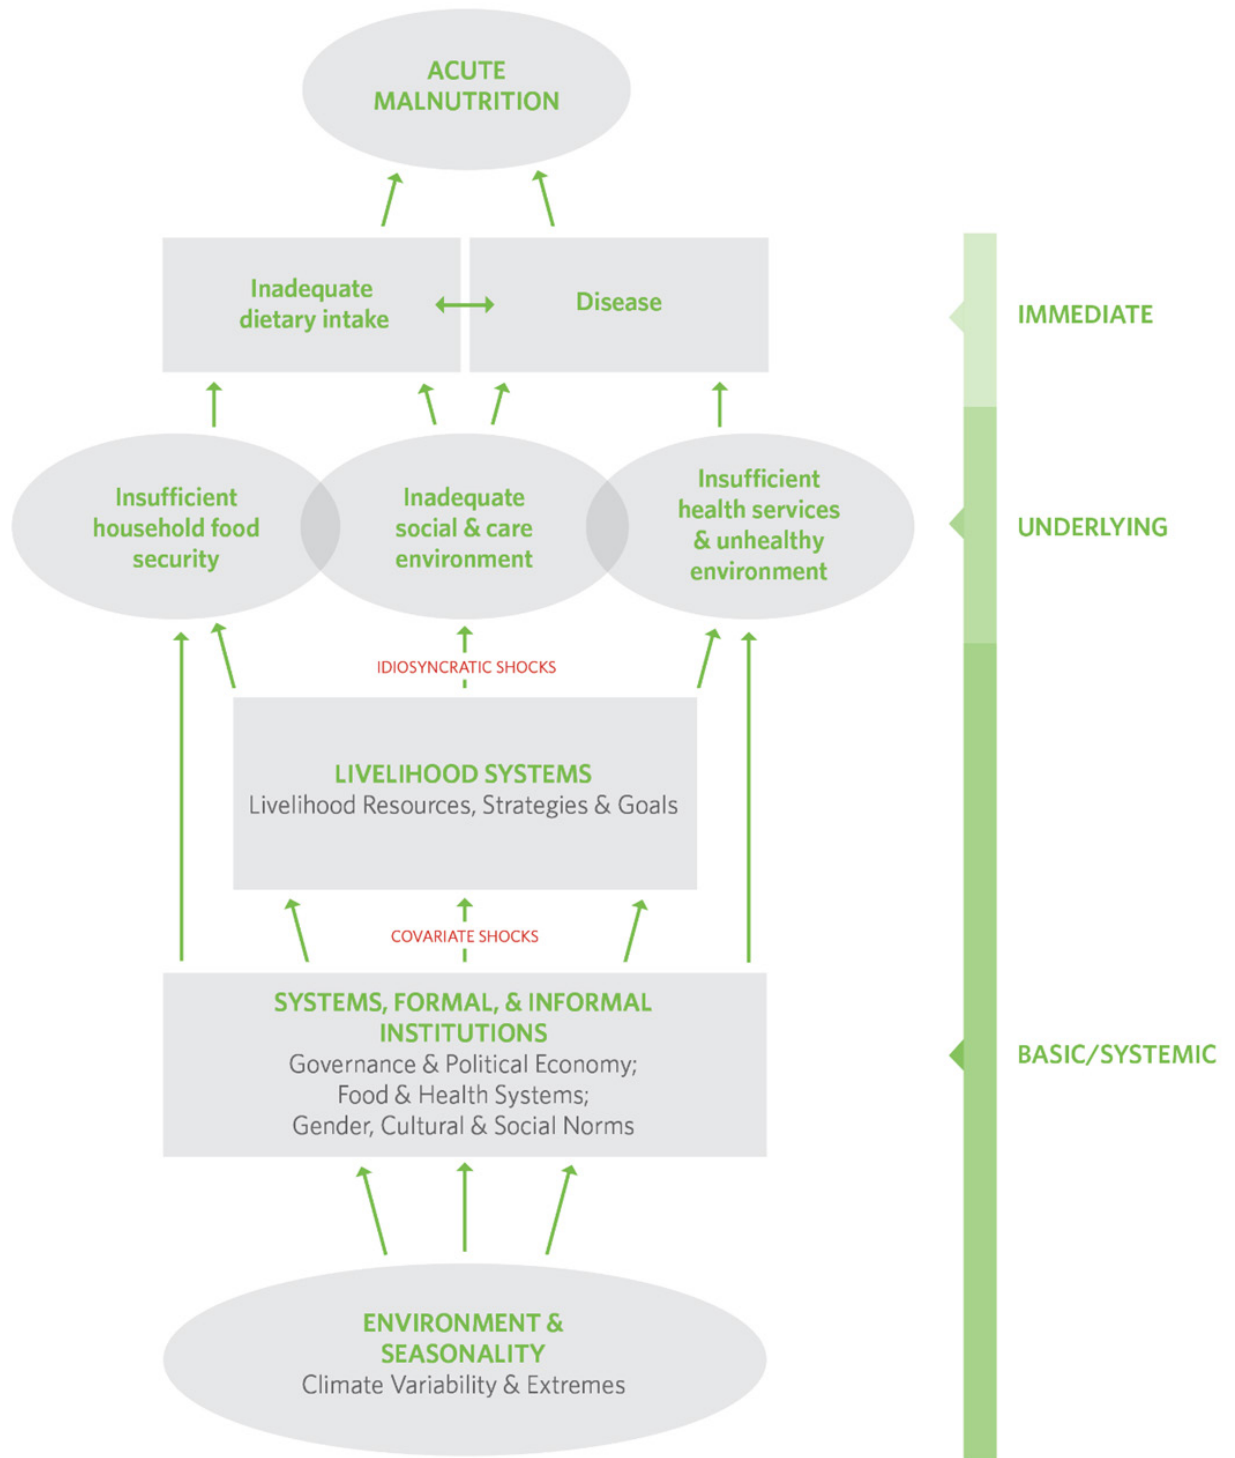 ACUTE
MALNUTRITION
Inadequate
dietary intake
Disease
IMMEDIATE
Insufficient
household food
security
Inadequate
social & care
environment
Insufficient
health services
& unhealthy
environment
UNDERLYING
IDIOSYNCRATIC SHOCKS
LIVELIHOOD SYSTEMS
Livelihood Resources, Strategies & Goals
COVARIATE SHOCKS
SYSTEMS, FORMAL, & INFORMAL
INSTITUTIONS
Governance & Political Economy;
Food & Health Systems;
Gender, Cultural & Social Norms
BASIC/SYSTEMIC
ENVIRONMENT &
SEASONALITY
Climate Variability & Extremes